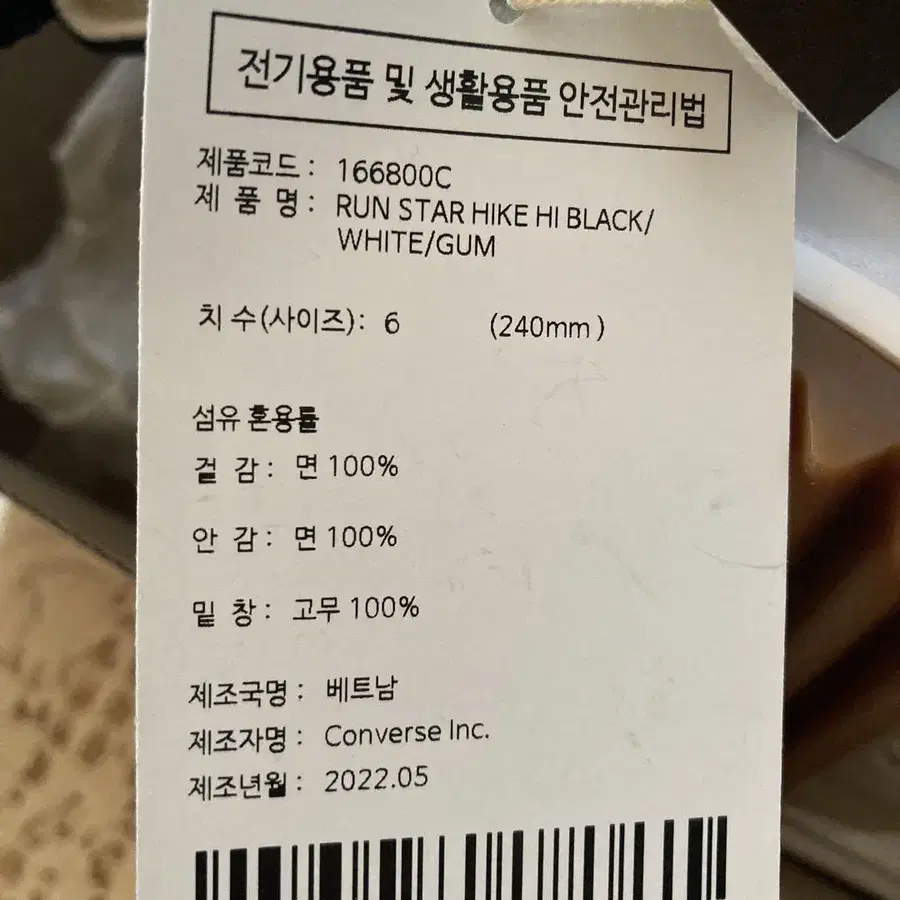 전기용품 및 생활용품 안전관리법
제품코드 : 166800C
제 품 명 : RUN STAR HIKE HI BLACK/
WHITE/GUM
치 수(사이즈) : 6 (240mm )
섬유 혼용률
겉 감 : 면 100%
안 감 : 면 100%
밑 창 : 고무 100%
제조국명 : 베트남
제조자명 : Converse Inc.
제조년월 : 2022.05